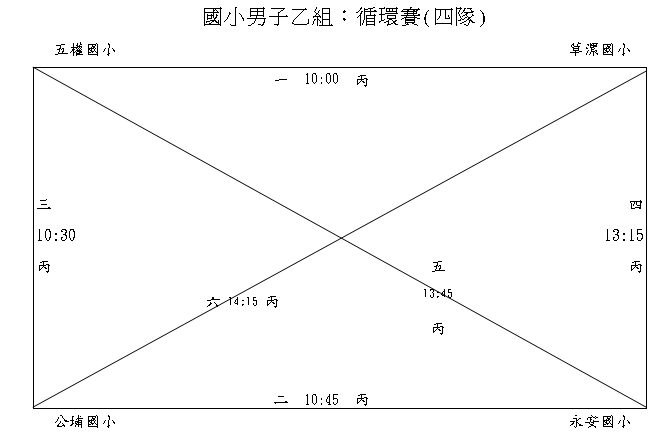 國小男子乙組：循環賽(四隊)
五權國小 草漯國小
一 10:00 丙
三 四
10:30 13:15
丙 丙
五
13:45
六 14:15 丙
丙
二 10:45 丙
公埔國小 永安國小